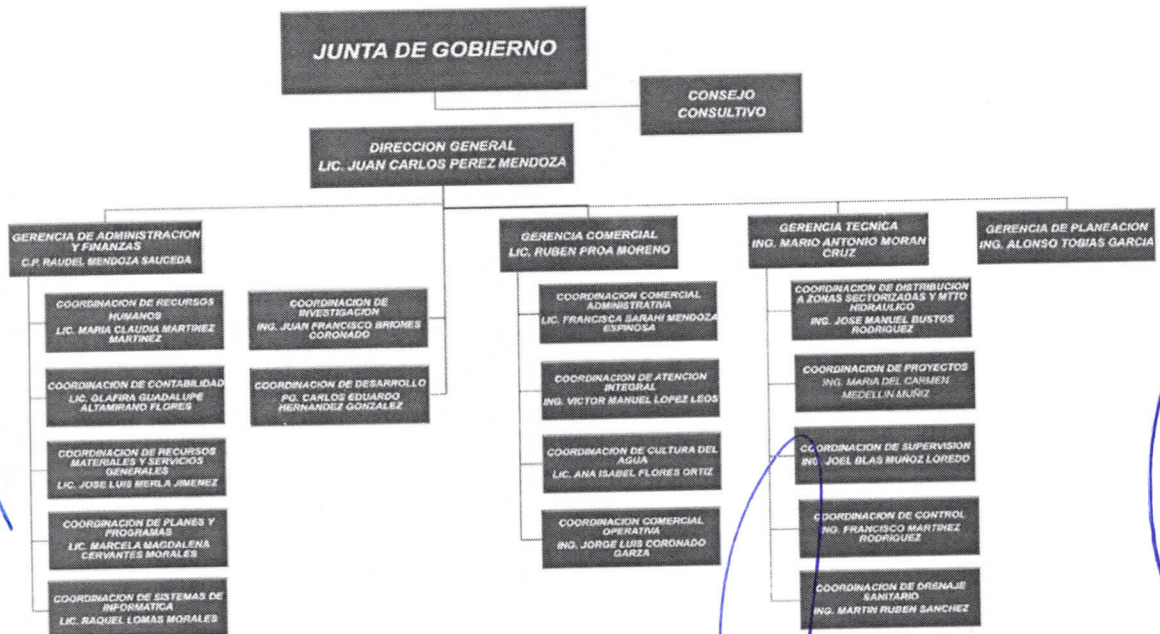 JUNTA DE GOBIERNO
CONSEJO
CONSULTIVO
DIRECCION GENERAL
LIC. JUAN CARLOS PEREZ MENDOZA
GERENCIA DE ADMINISTRACION
Y FINANZAS
C.P. RAUDEL MENDOZA SAUCEDA
COORDINACION DE RECURSOS
HUMANOS
LIC. MARIA CLAUDIA MARTINEZ
MARTINEZ
COORDINACION DE CONTABILIDAD
LIC. GLAFIRA GUADALUPE
ALTAMIRANO FLORES
COORDINACION DE RECURSOS
MATERIALES Y SERVICIOS
GENERALES
LIC. JOSE LUIS MERLA JIMENEZ
COORDINACION DE PLANES Y
PROGRAMAS
LIC. MARCELA MAGDALENA
CERVANTES MORALES
COORDINACION DE SISTEMAS DE
INFORMATICA
LIC. RAQUEL LOMAS MORALES
COORDINACION DE
INVESTIGACION
ING. JUAN FRANCISCO BRIONES
CORONADO
COORDINACION DE DESARROLLO
PG. CARLOS EDUARDO
HERNANDEZ GONZALEZ
GERENCIA COMERCIAL
LIC. RUBEN PROA MORENO
COORDINACION COMERCIAL
ADMINISTRATIVA
LIC. FRANCISCA SARAHI MENDOZA
ESPINOSA
COORDINACION DE ATENCION
INTEGRAL
ING. VICTOR MANUEL LOPEZ LEOS
COORDINACION DE CULTURA DEL
AGUA
LIC. ANA ISABEL FLORES ORTIZ
COORDINACION COMERCIAL
OPERATIVA
ING. JORGE LUIS CORONADO
GARZA
GERENCIA TECNICA
ING. MARIO ANTONIO MORAN
CRUZ
COORDINACION DE DISTRIBUCION
A ZONAS SECTORIZADAS Y MTTO
HIDRAULICO
ING. JOSE MANUEL BUSTOS
RODRIGUEZ
COORDINACION DE PROYECTOS
ING. MARIA DEL CARMEN
MEDELLIN MUÑIZ
COORDINACION DE SUPERVISION
ING. JOEL BLAS MUÑOZ LOREDO
COORDINACION DE CONTROL
ING. FRANCISCO MARTINEZ
RODRIGUEZ
COORDINACION DE DRENAJE
SANITARIO
ING. MARTIN RUBEN SANCHEZ
GERENCIA DE PLANEACION
ING. ALONSO TOBIAS GARCIA